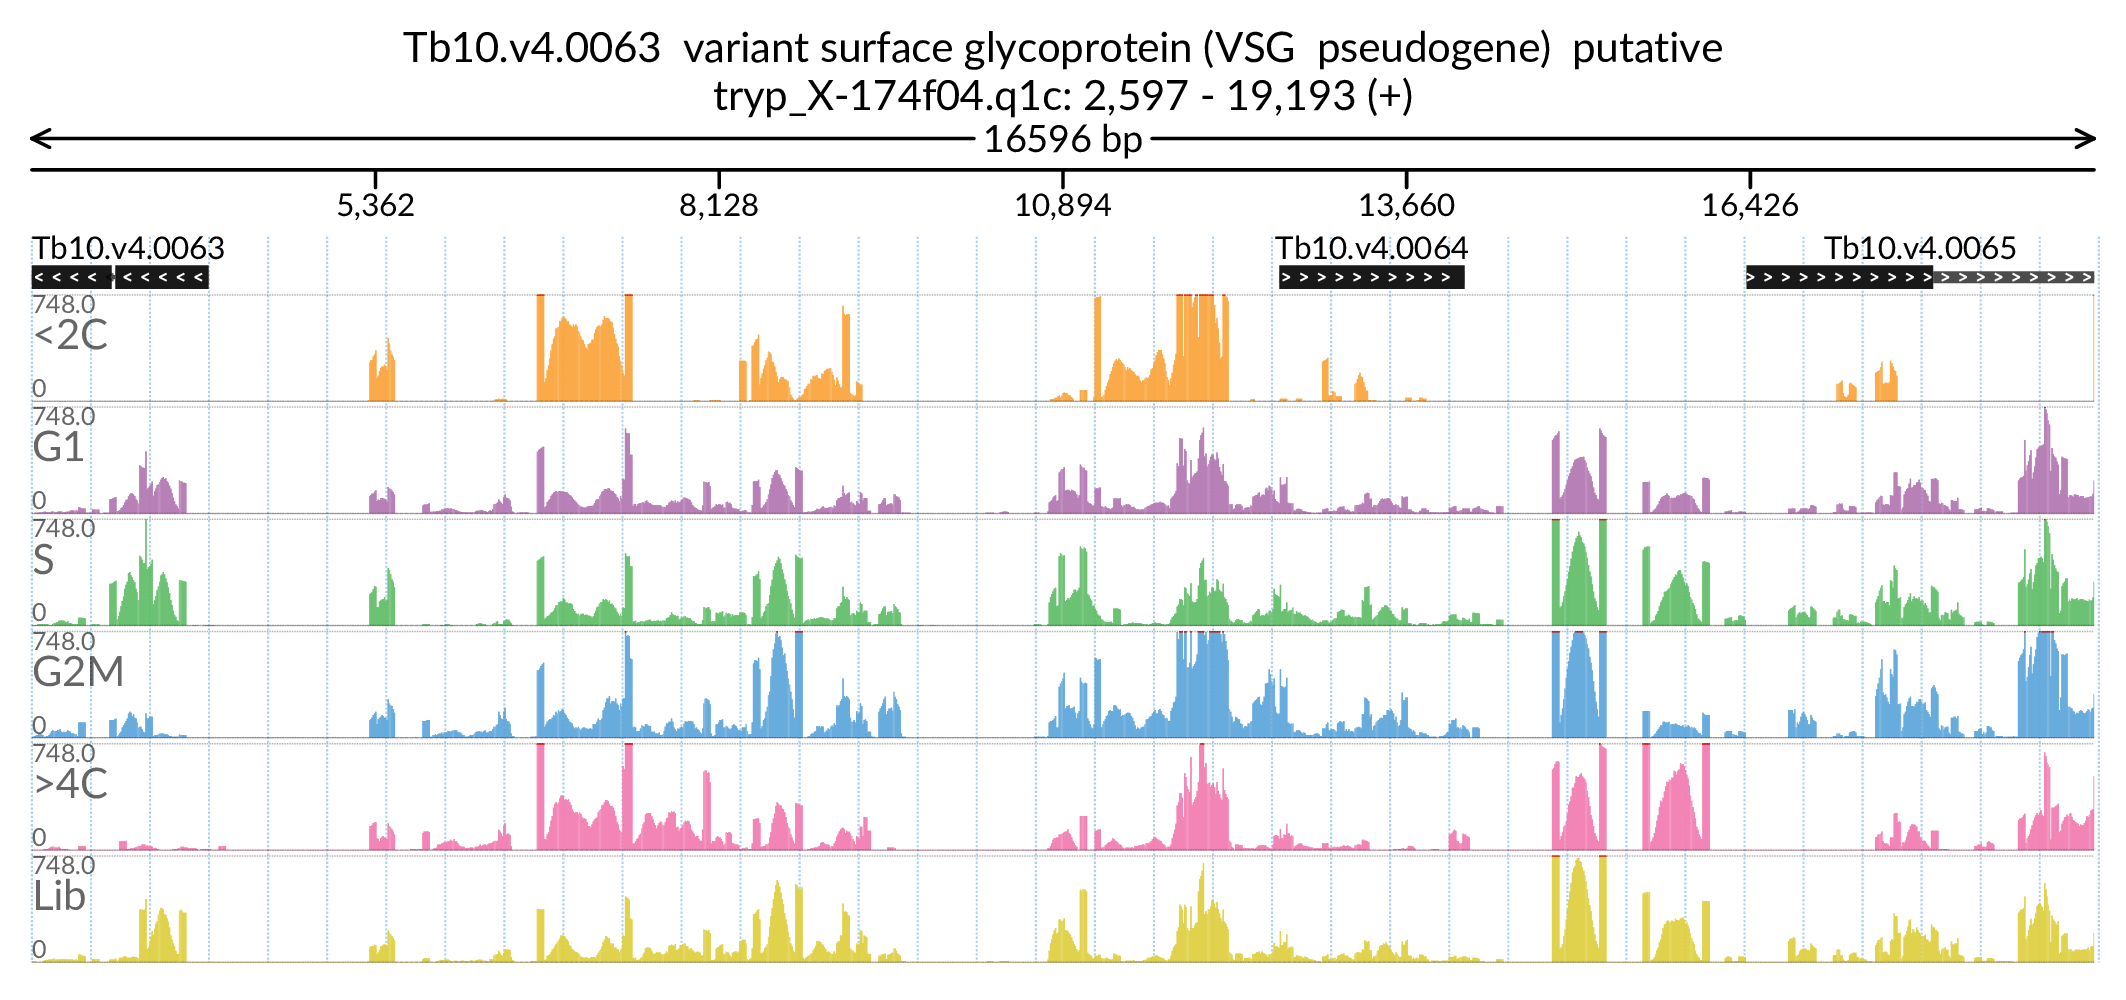 Tb10.v4.0063  variant surface glycoprotein (VSG  pseudogene)  putative
tryp_X-174f04.q1c: 2,597 - 19,193 (+)
16596 bp
5,362 8,128 10,894 13,660 16,426
Tb10.v4.0063 Tb10.v4.0064 Tb10.v4.0065
748.0
<2C
0
748.0
G1
0
748.0
S
0
748.0
G2M
0
748.0
>4C
0
748.0
Lib
0